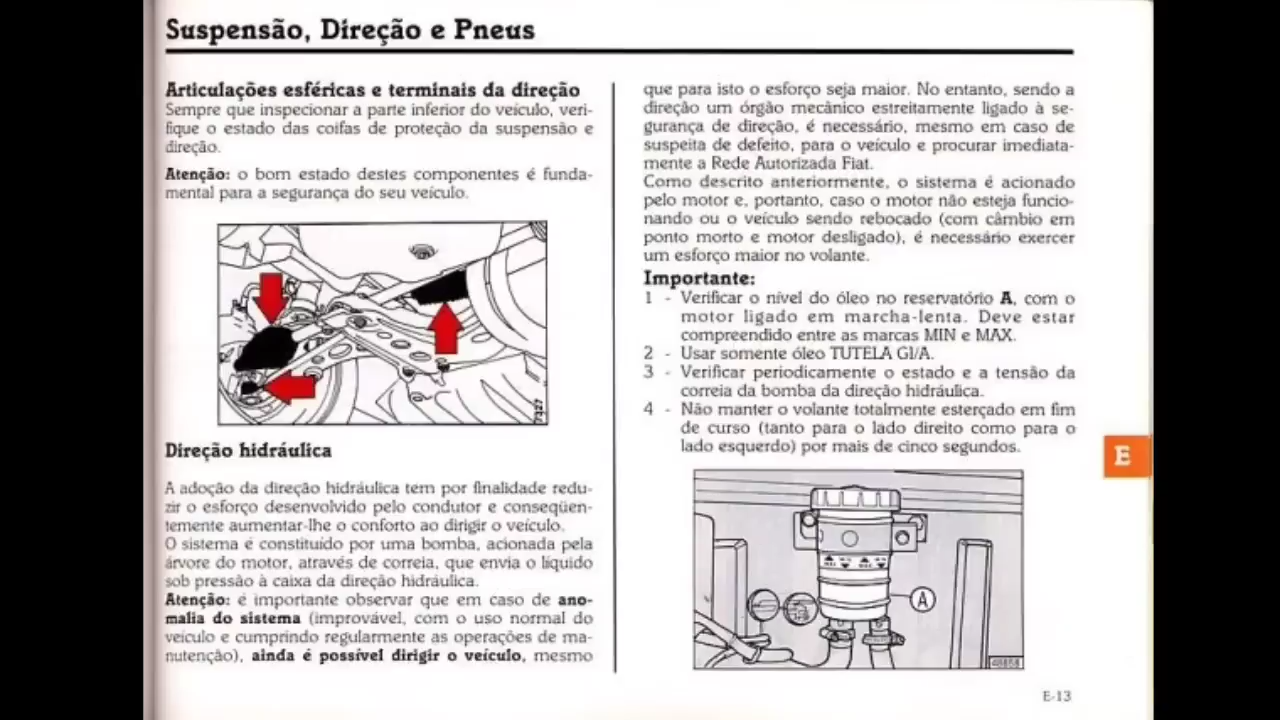 Suspensão, Direção e Pneus
Articulações esféricas e terminais da direção
Sempre que inspecionar a parte inferior do veículo, veri-
fique o estado das coifas de proteção da suspensão e
direção.
Atenção: o bom estado destes componentes é funda-
mental para a segurança do seu veículo.
7327
Direção hidráulica
A adoção da direção hidráulica tem por finalidade redu-
zir o esforço desenvolvido pelo condutor e conseqüen-
temente aumentar-lhe o conforto ao dirigir o veículo.
O sistema é constituído por uma bomba, acionada pela
árvore do motor, através de correia, que envia o líquido
sob pressão à caixa da direção hidráulica.
Atenção: é importante observar que em caso de ano-
malia do sistema (improvável, com o uso normal do
veículo e cumprindo regularmente as operações de ma-
nutenção), ainda é possível dirigir o veículo, mesmo
que para isto o esforço seja maior. No entanto, sendo a
direção um órgão mecânico estreitamente ligado à se-
gurança de direção, é necessário, mesmo em caso de
suspeita de defeito, para o veículo e procurar imediata-
mente a Rede Autorizada Fiat.
Como descrito anteriormente, o sistema é acionado
pelo motor e, portanto, caso o motor não esteja funcio-
nando ou o veículo sendo rebocado (com câmbio em
ponto morto e motor desligado), é necessário exercer
um esforço maior no volante.
Importante:
1 - Verificar o nível do óleo no reservatório A, com o
motor ligado em marcha-lenta. Deve estar
compreendido entre as marcas MIN e MAX.
2 - Usar somente óleo TUTELA GI/A.
3 - Verificar periodicamente o estado e a tensão da
correia da bomba da direção hidráulica.
4 - Não manter o volante totalmente esterçado em fim
de curso (tanto para o lado direito como para o
lado esquerdo) por mais de cinco segundos.
E
A
E-13